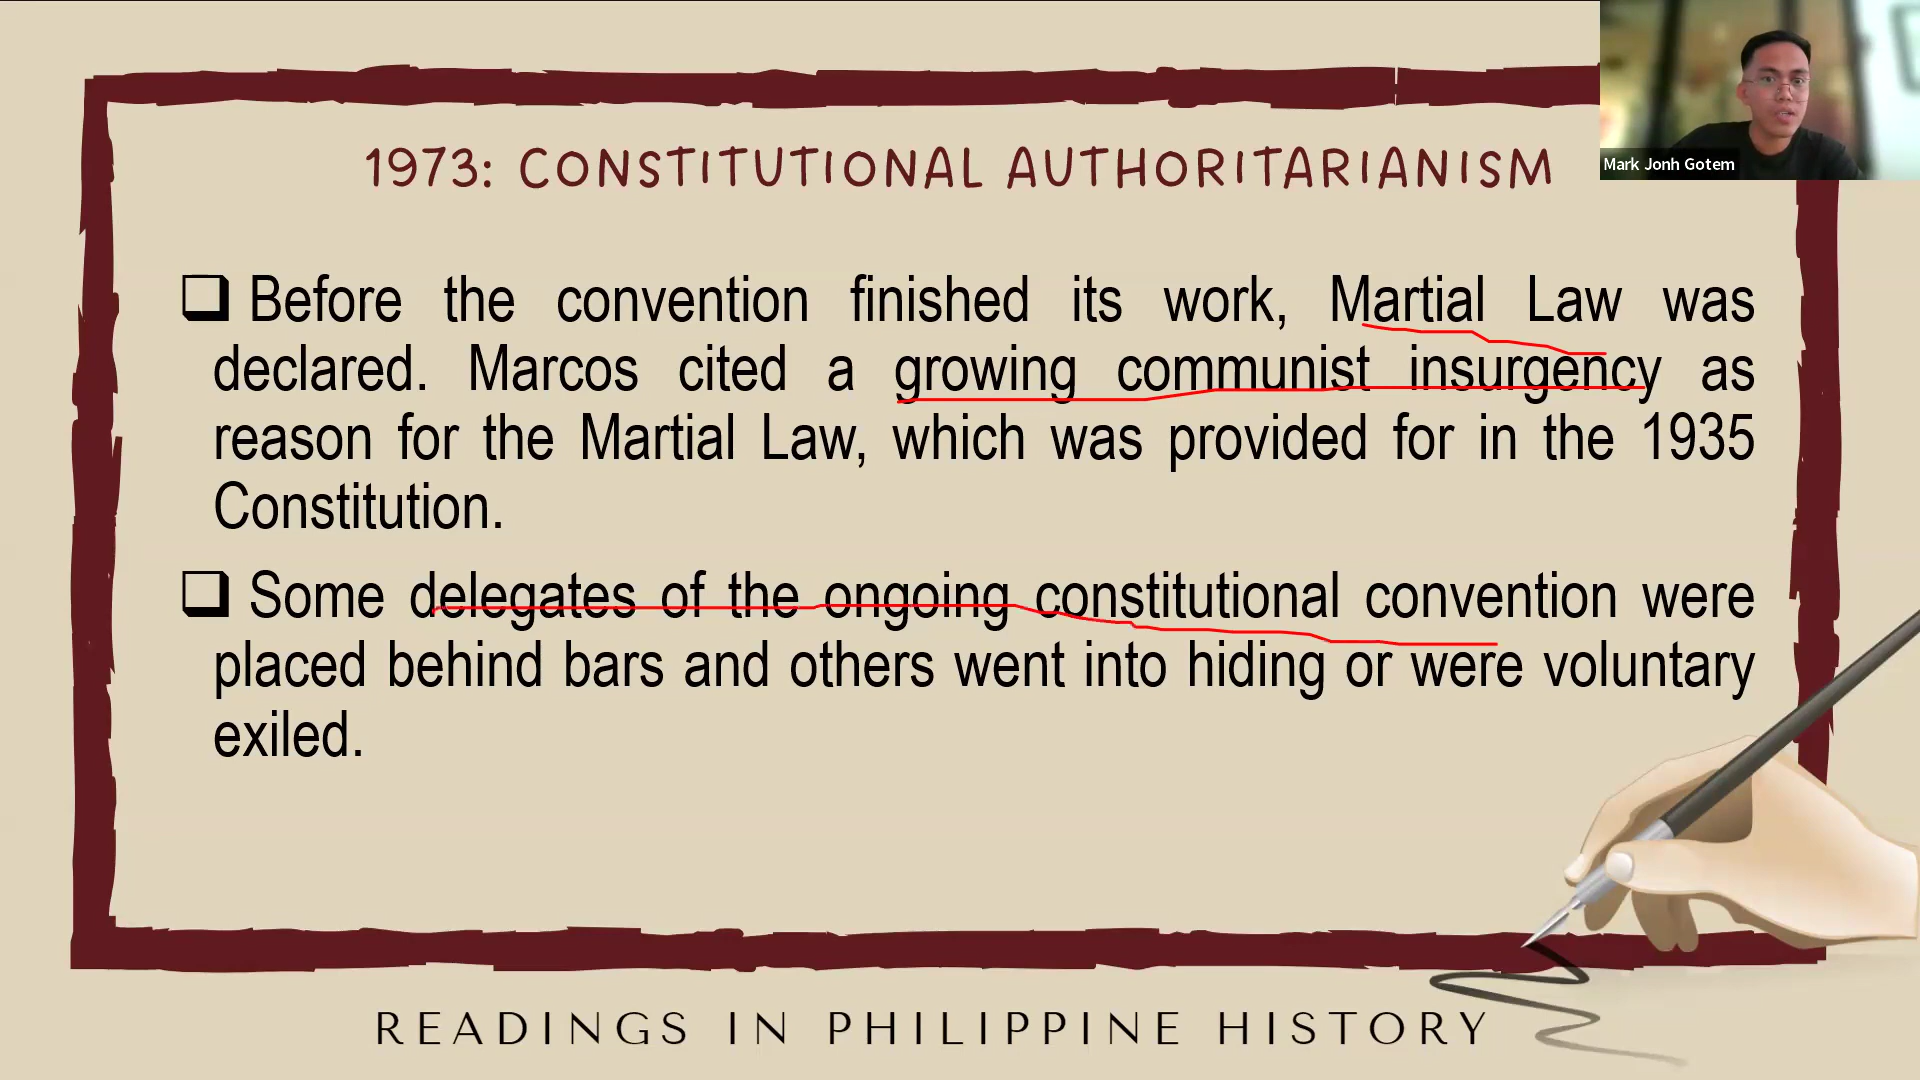 Mark Jonh Gotem
1973: CONSTITUTIONAL AUTHORITARIANISM
Before the convention finished its work, Martial Law was
declared. Marcos cited a growing communist insurgency as
reason for the Martial Law, which was provided for in the 1935
Constitution.
Some delegates of the ongoing constitutional convention were
placed behind bars and others went into hiding or were voluntary
exiled.
READINGS IN PHILIPPINE HISTORY